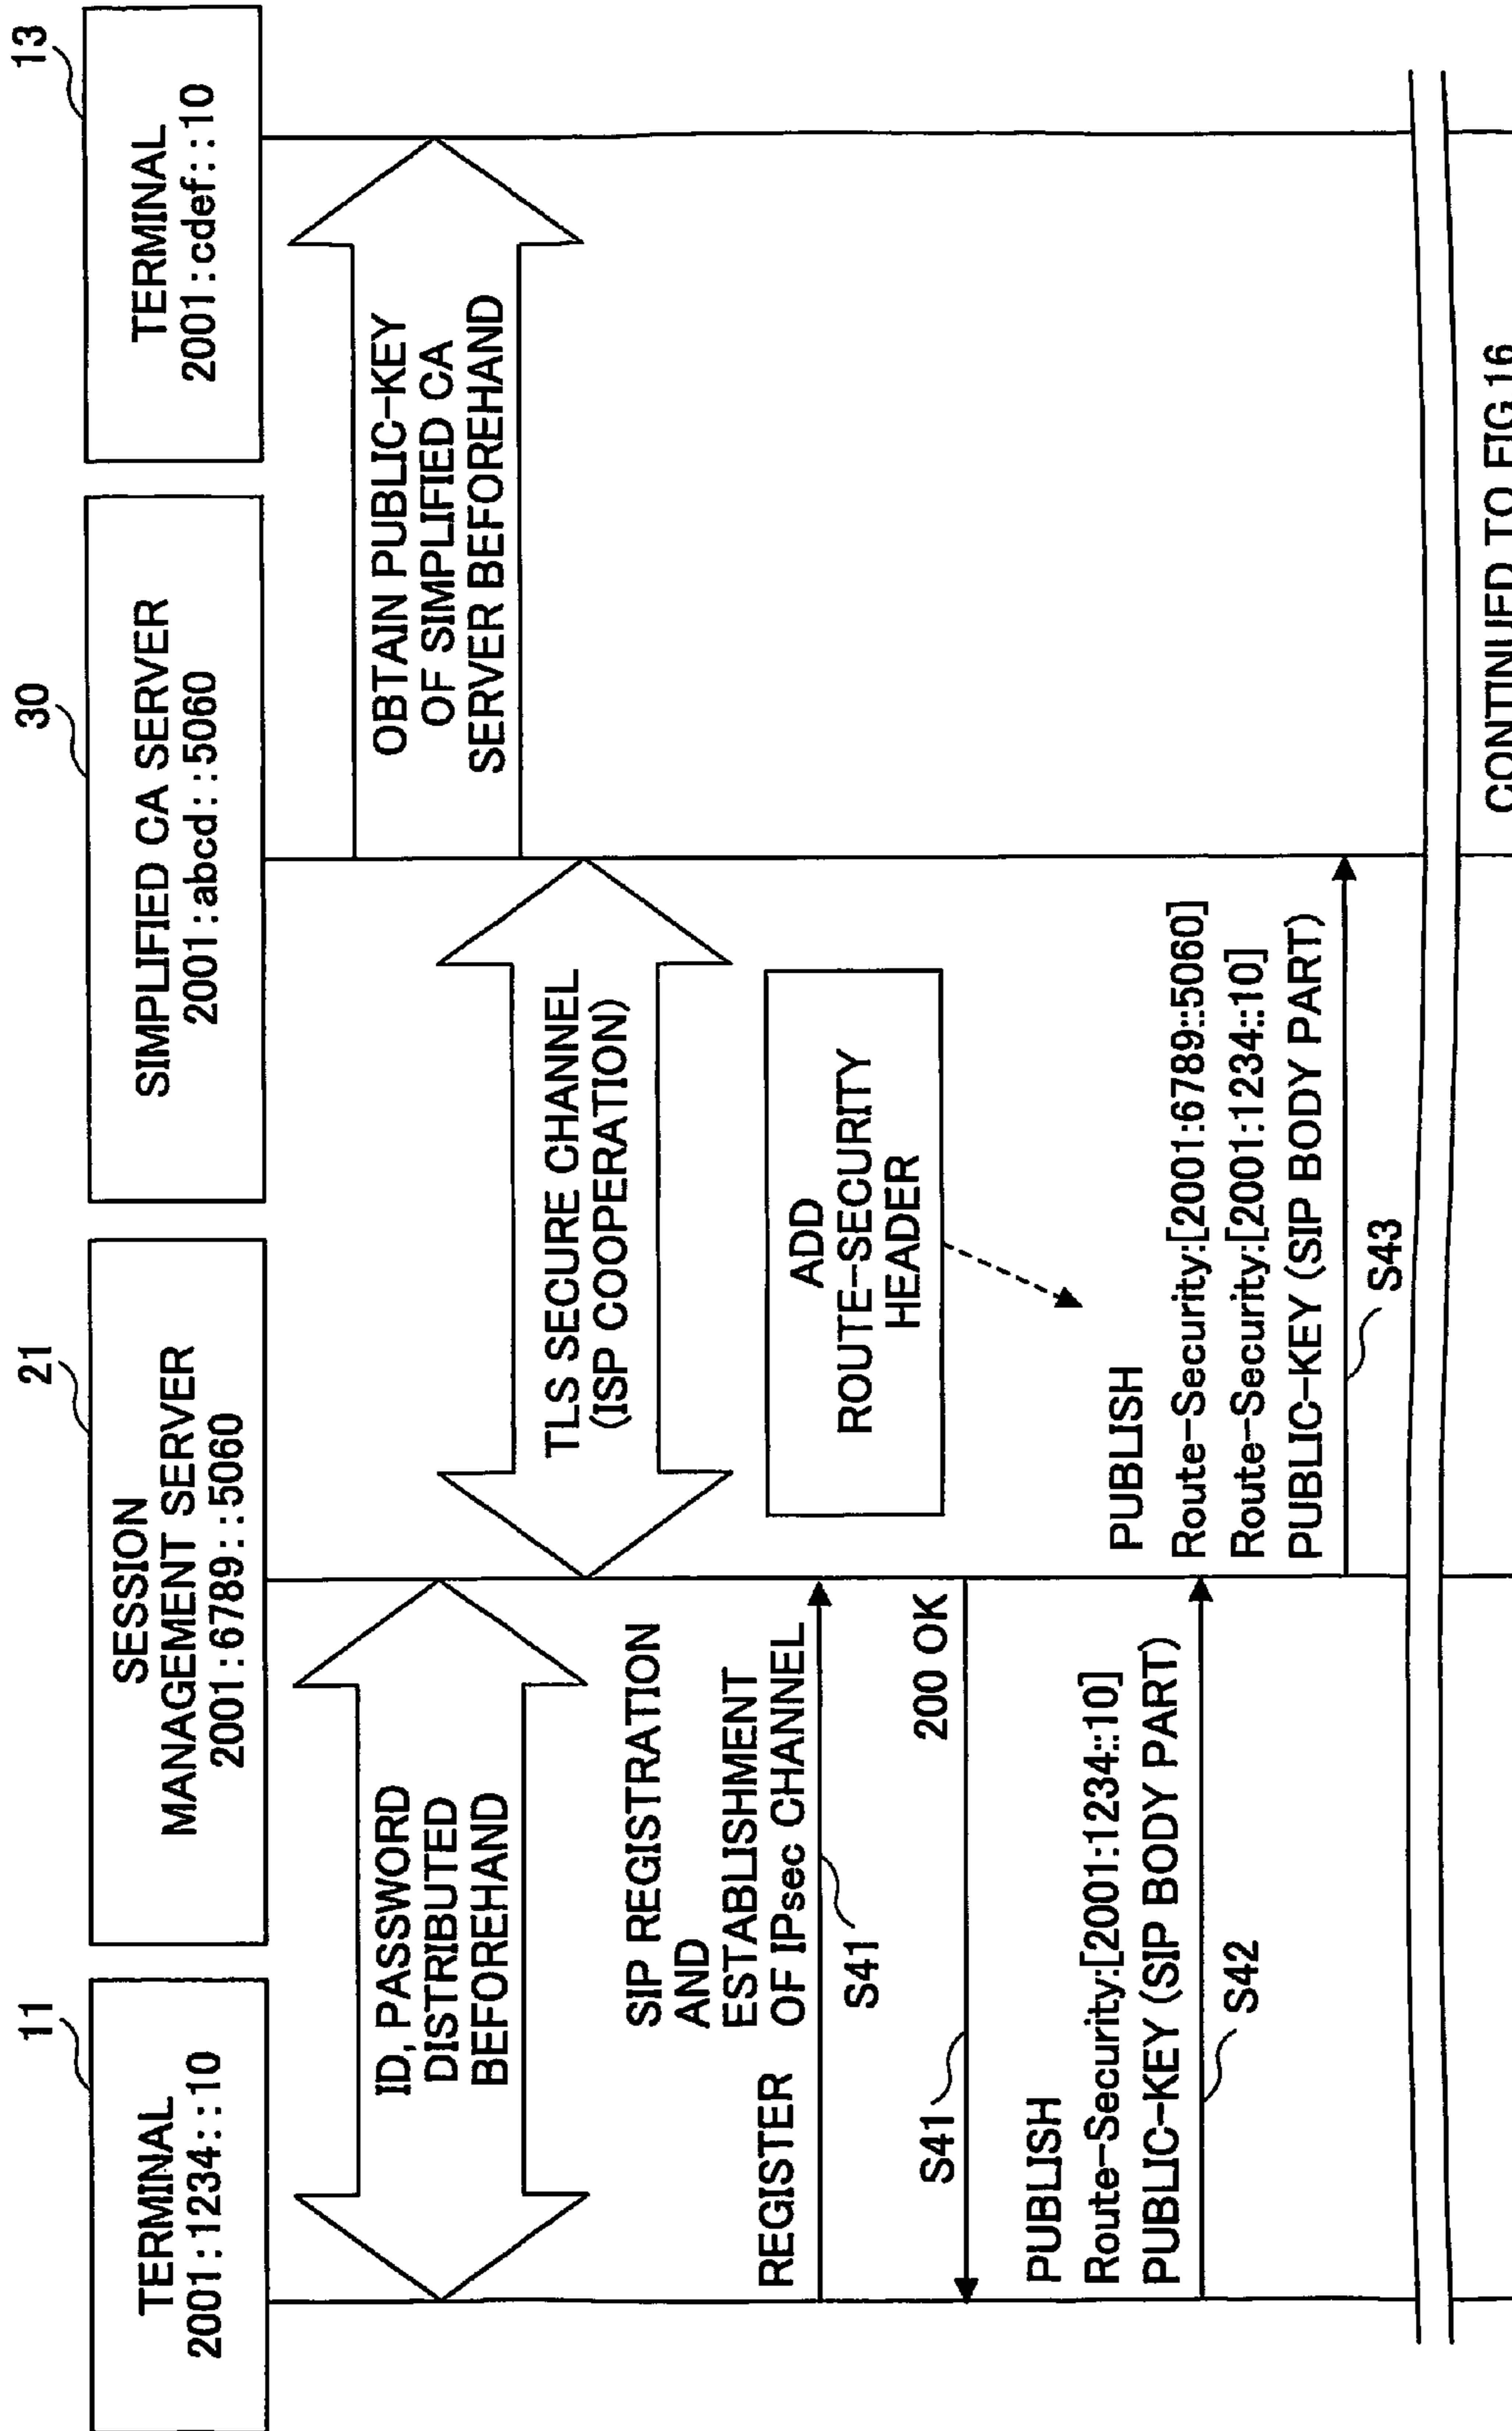 11
TERMINAL
2001:1234::10
21
SESSION
MANAGEMENT SERVER
2001:6789::5060
30
SIMPLIFIED CA SERVER
2001:abcd::5060
13
TERMINAL
2001:cdef::10
ID, PASSWORD
DISTRIBUTED
BEFOREHAND
OBTAIN PUBLIC-KEY
OF SIMPLIFIED CA
SERVER BEFOREHAND
TLS SECURE CHANNEL
(ISP COOPERATION)
SIP REGISTRATION
AND
ESTABLISHMENT
OF IPsec CHANNEL
REGISTER
S41
200 OK
S41
ADD
ROUTE-SECURITY
HEADER
PUBLISH
Route-Security:[2001:1234::10]
PUBLIC-KEY (SIP BODY PART)
S42
PUBLISH
Route-Security:[2001:6789::5060]
Route-Security:[2001:1234::10]
PUBLIC-KEY (SIP BODY PART)
S43
CONTINUED TO FIG.16